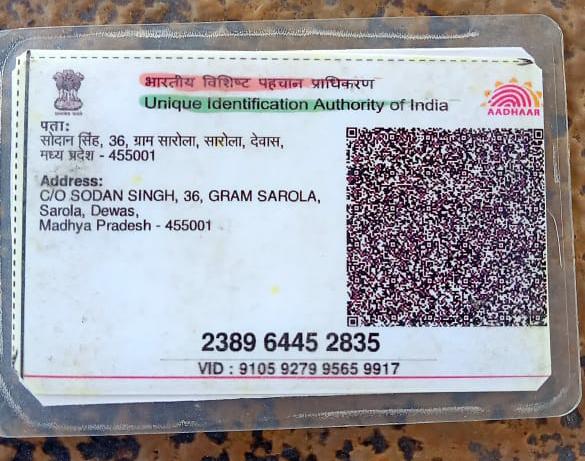 भारतीय विशिष्ट पहचान प्राधिकरण
Unique Identification Authority of India
AADHAAR
पता:
सोदान सिंह, 36, ग्राम सारोला, सारोला, देवास,
मध्य प्रदेश - 455001
Address:
C/O SODAN SINGH, 36, GRAM SAROLA,
Sarola, Dewas,
Madhya Pradesh - 455001
2389 6445 2835
VID : 9105 9279 9565 9917